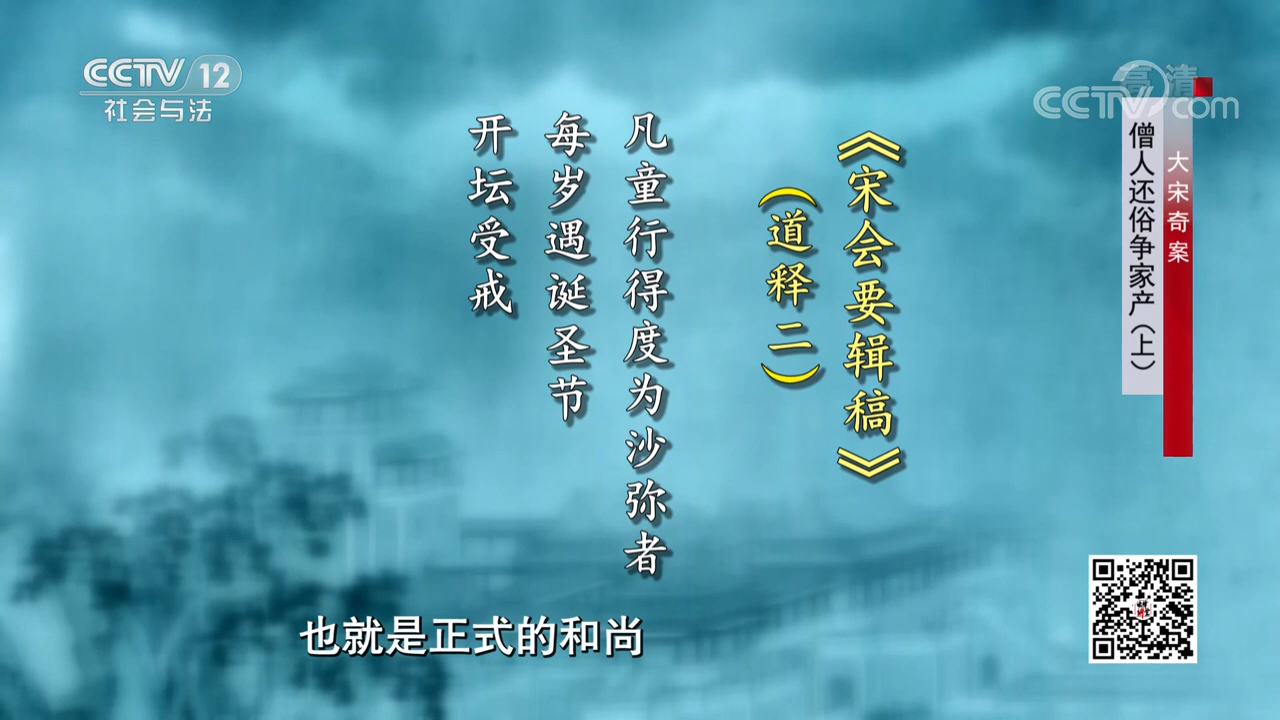 CCTV 12
社会与法
高清
CCTV.com
大宋奇案
僧人还俗争家产（上）
《宋会要辑稿》
（道释二）
凡童行得度为沙弥者
每岁遇诞圣节
开坛受戒
也就是正式的和尚